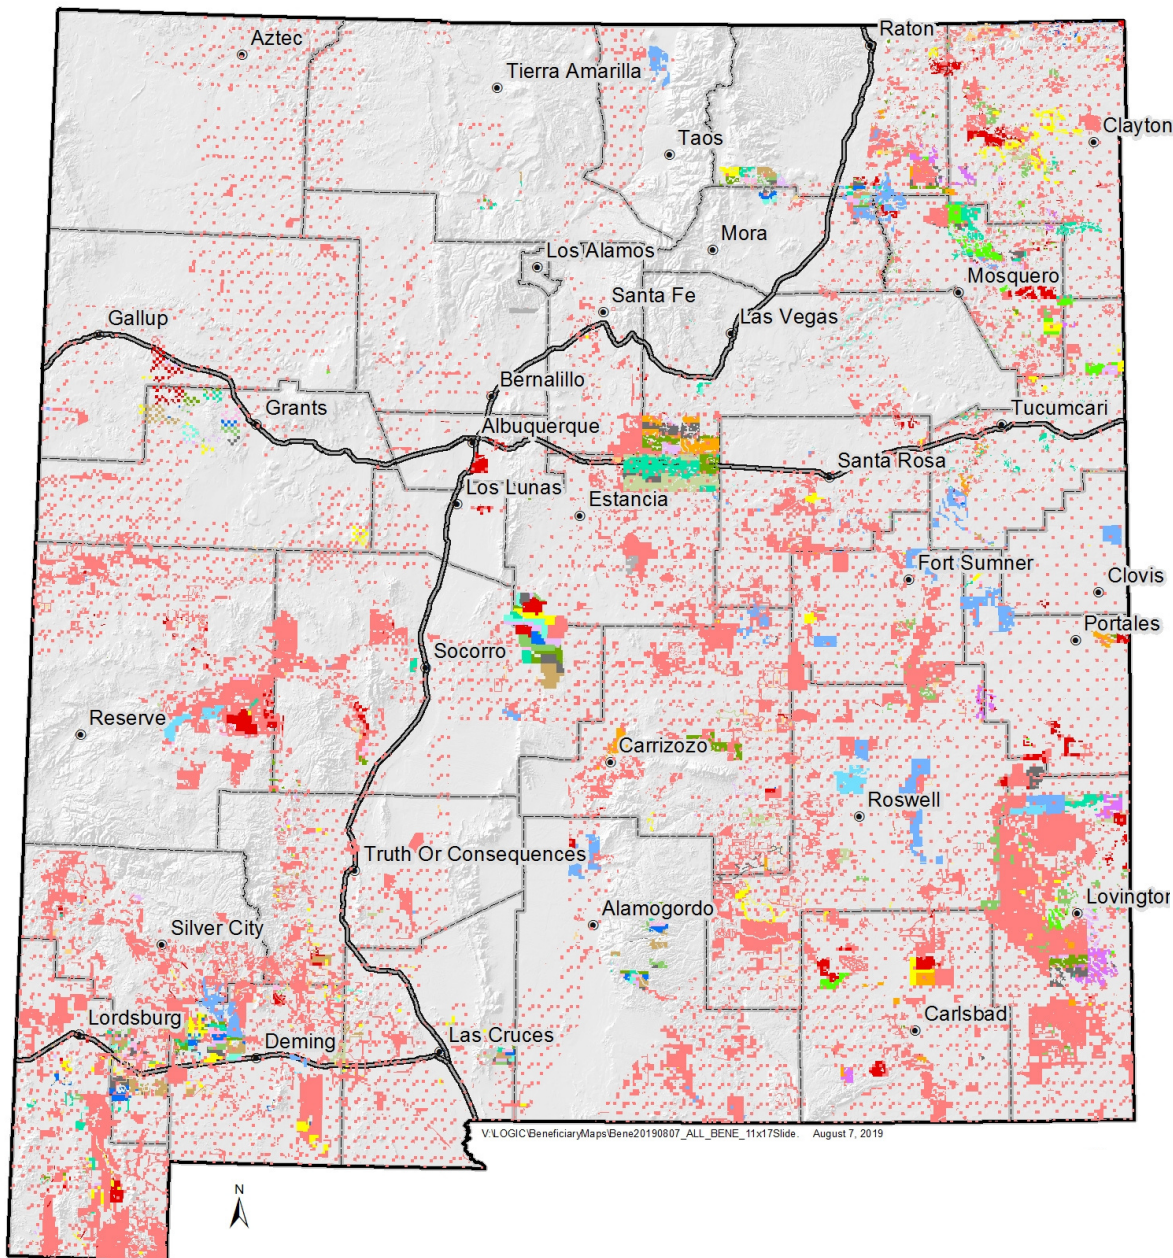 Raton
Aztec
Tierra Amarilla
Clayton
Taos
Mora
Los Alamos
Mosquero
Santa Fe
Gallup
Las Vegas
Bernalillo
Grants
Tucumcari
Albuquerque
Santa Rosa
Los Lunas
Estancia
Fort Sumner
Clovis
Portales
Socorro
Reserve
Carrizozo
Roswell
Truth Or Consequences
Lovington
Alamogordo
Silver City
Carlsbad
Lordsburg
Las Cruces
Deming
V:\LOGIC\BeneficiaryMaps\Bene20190807_ALL_BENE_11x17Slide. August 7, 2019
N